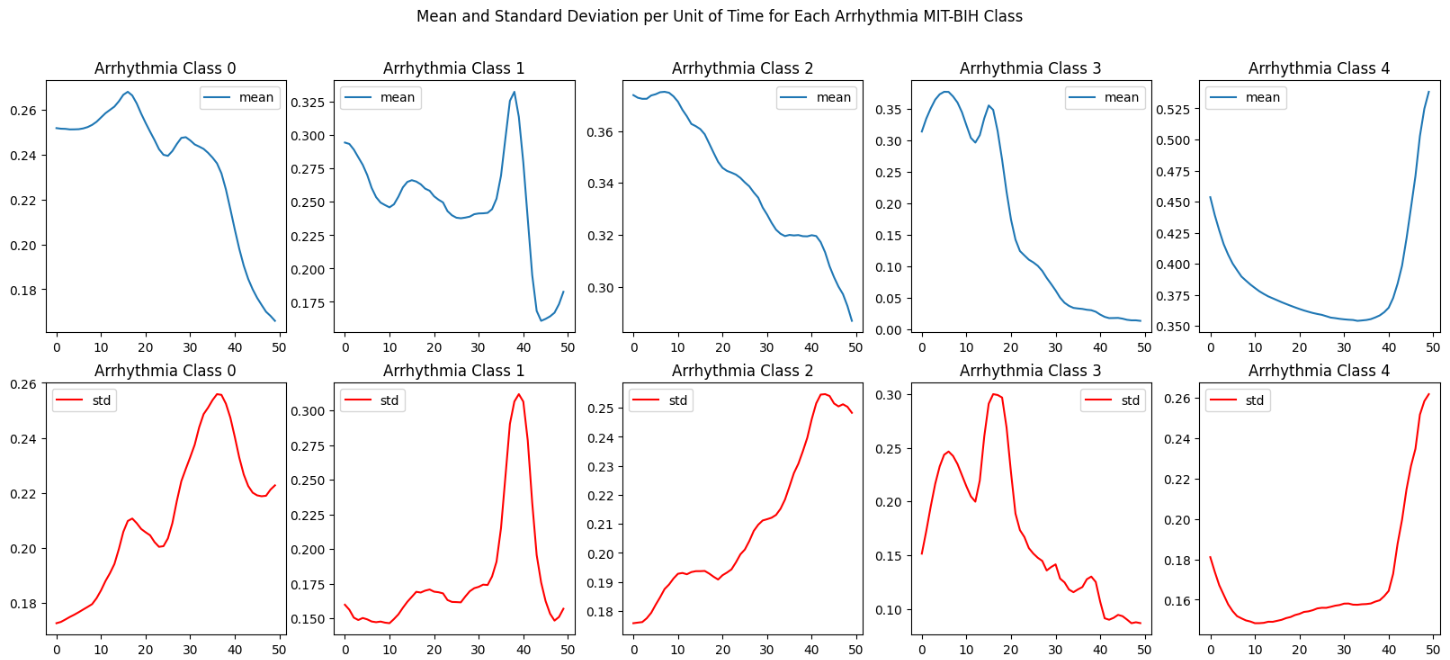 Mean and Standard Deviation per Unit of Time for Each Arrhythmia MIT-BIH Class
Arrhythmia Class 0
mean
0.26
0.24
0.22
0.20
0.18
0 10 20 30 40 50
Arrhythmia Class 1
mean
0.325
0.300
0.275
0.250
0.225
0.200
0.175
0 10 20 30 40 50
Arrhythmia Class 2
mean
0.36
0.34
0.32
0.30
0 10 20 30 40 50
Arrhythmia Class 3
mean
0.35
0.30
0.25
0.20
0.15
0.10
0.05
0.00
0 10 20 30 40 50
Arrhythmia Class 4
mean
0.525
0.500
0.475
0.450
0.425
0.400
0.375
0.350
0 10 20 30 40 50
Arrhythmia Class 0
std
0.26
0.24
0.22
0.20
0.18
0 10 20 30 40 50
Arrhythmia Class 1
std
0.300
0.275
0.250
0.225
0.200
0.175
0.150
0 10 20 30 40 50
Arrhythmia Class 2
std
0.25
0.24
0.23
0.22
0.21
0.20
0.19
0.18
0 10 20 30 40 50
Arrhythmia Class 3
std
0.30
0.25
0.20
0.15
0.10
0 10 20 30 40 50
Arrhythmia Class 4
std
0.26
0.24
0.22
0.20
0.18
0.16
0 10 20 30 40 50